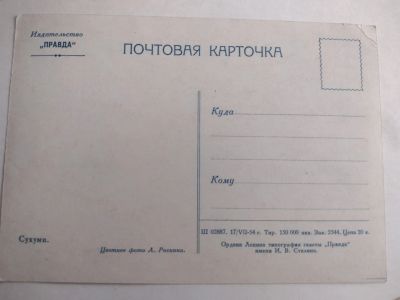 Издательство
„ПРАВДА“
ПОЧТОВАЯ КАРТОЧКА
Куда
Кому
Сухуми.
Цветное фото А. Рискина.
Ш 02887. 17/VII-54 г. Тир. 150 000 экз. Зак. 2344. Цена 20 к.
Ордена Ленина типография газеты „Правда“
имени И. В. Сталина.